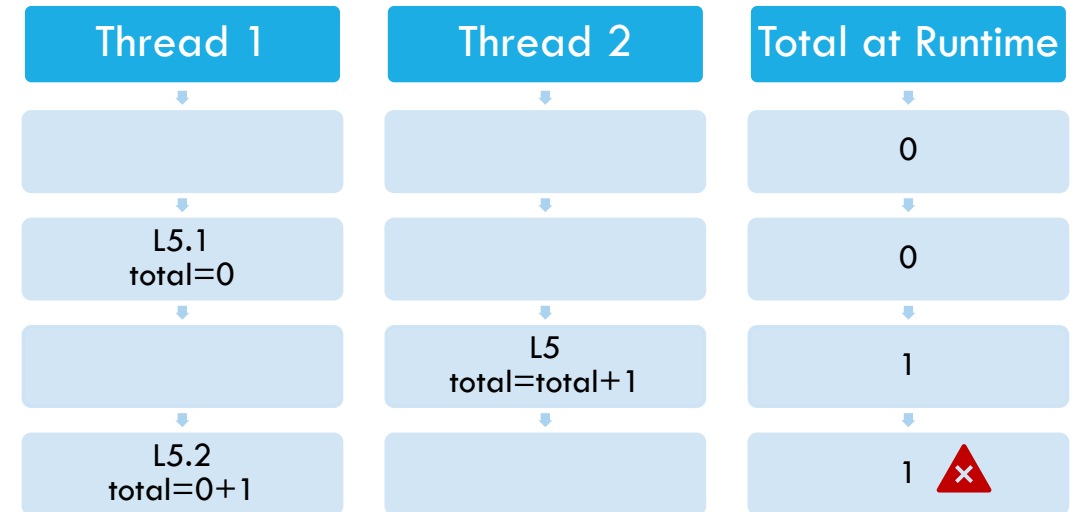 Thread 1
Thread 2
Total at Runtime
0
L5.1
total=0
0
L5
total=total+1
1
L5.2
total=0+1
1
×